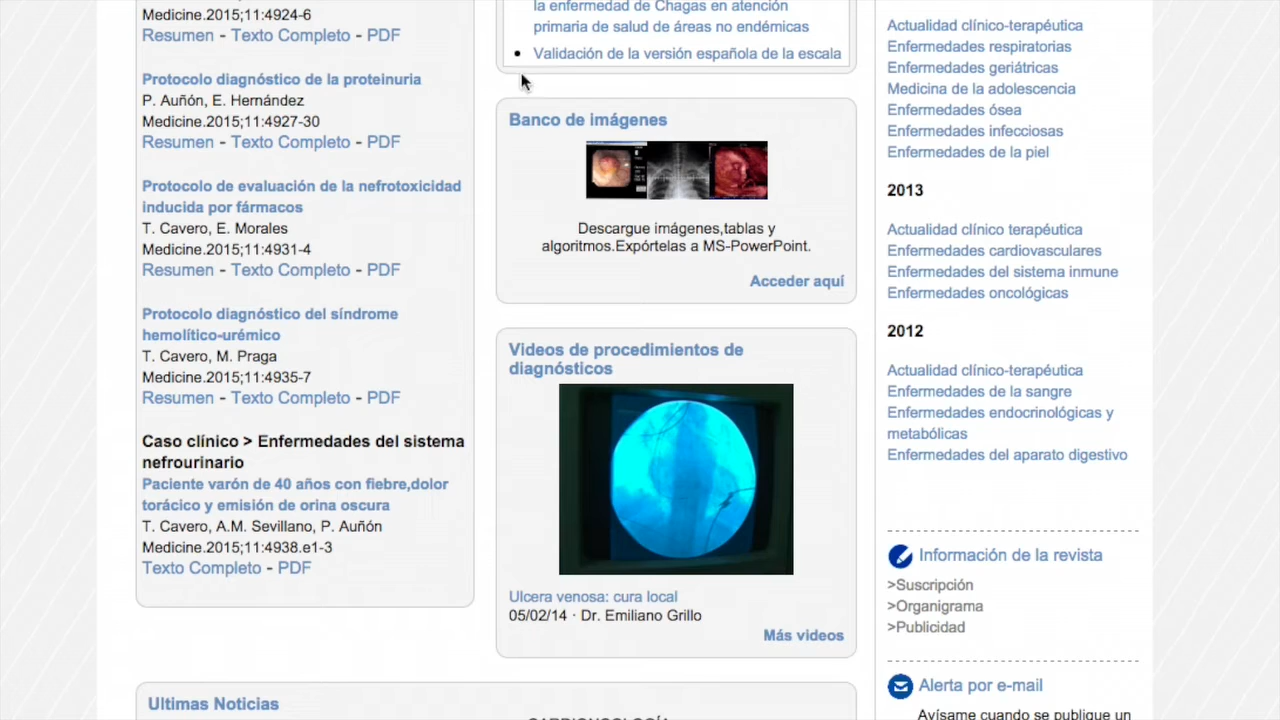 Medicine.2015;11:4924-6
Resumen - Texto Completo - PDF
Protocolo diagnóstico de la proteinuria
P. Auñón, E. Hernández
Medicine.2015;11:4927-30
Resumen - Texto Completo - PDF
Protocolo de evaluación de la nefrotoxicidad
inducida por fármacos
T. Cavero, E. Morales
Medicine.2015;11:4931-4
Resumen - Texto Completo - PDF
Protocolo diagnóstico del síndrome
hemolítico-urémico
T. Cavero, M. Praga
Medicine.2015;11:4935-7
Resumen - Texto Completo - PDF
Caso clínico > Enfermedades del sistema
nefrourinario
Paciente varón de 40 años con fiebre,dolor
torácico y emisión de orina oscura
T. Cavero, A.M. Sevillano, P. Auñón
Medicine.2015;11:4938.e1-3
Texto Completo - PDF
la enfermedad de Chagas en atención
primaria de salud de áreas no endémicas
Validación de la versión española de la escala
Banco de imágenes
Descargue imágenes,tablas y
algoritmos.Expórtelas a MS-PowerPoint.
Acceder aquí
Videos de procedimientos de
diagnósticos
Ulcera venosa: cura local
05/02/14 · Dr. Emiliano Grillo
Más videos
Actualidad clínico-terapéutica
Enfermedades respiratorias
Enfermedades geriátricas
Medicina de la adolescencia
Enfermedades ósea
Enfermedades infecciosas
Enfermedades de la piel
2013
Actualidad clínico terapéutica
Enfermedades cardiovasculares
Enfermedades del sistema inmune
Enfermedades oncológicas
2012
Actualidad clínico-terapéutica
Enfermedades de la sangre
Enfermedades endocrinológicas y
metabólicas
Enfermedades del aparato digestivo
Información de la revista
>Suscripción
>Organigrama
>Publicidad
Alerta por e-mail
Avísame cuando se publique un
Ultimas Noticias
CARDIONCOLOGÍA